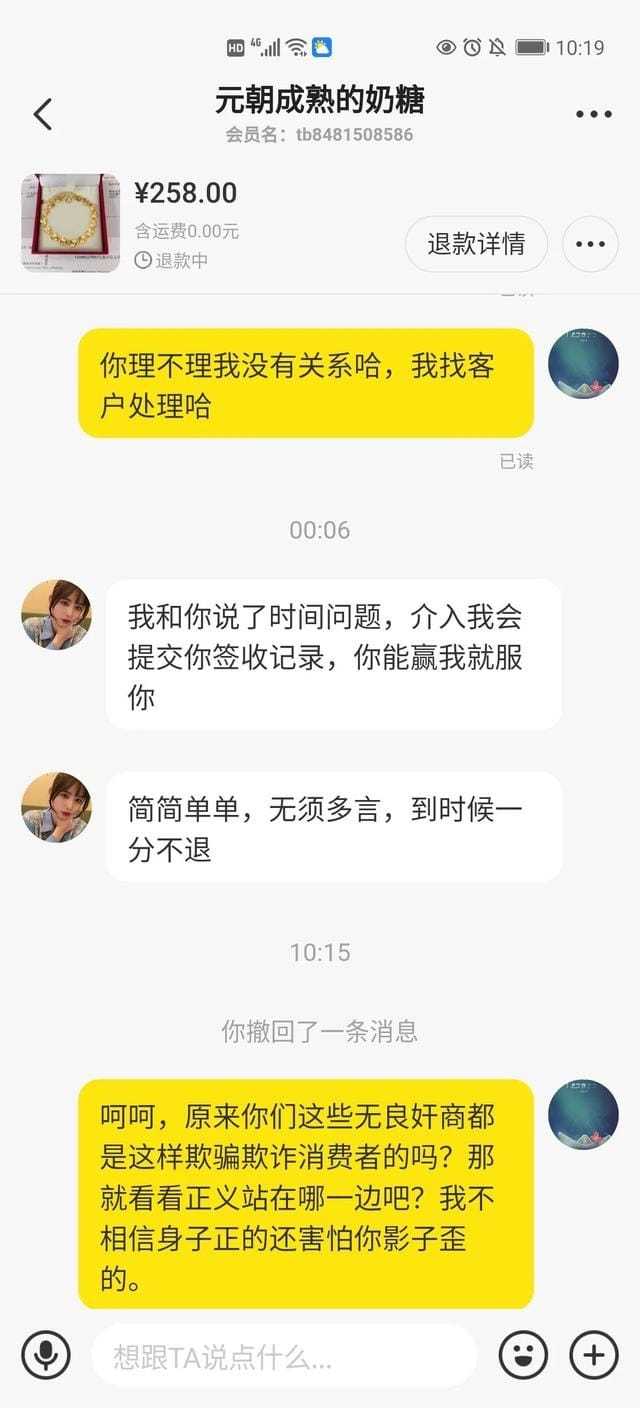 HD 4G 10:19
元朝成熟的奶糖
会员名：tb8481508586
¥258.00
含运费0.00元
退款中
退款详情
你理不理我没有关系哈，我找客
户处理哈
已读
00:06
我和你说了时间问题，介入我会
提交你签收记录，你能赢我就服
你
简简单单，无须多言，到时候一
分不退
10:15
你撤回了一条消息
呵呵，原来你们这些无良奸商都
是这样欺骗欺诈消费者的吗？那
就看看正义站在哪一边吧？我不
相信身子正的还害怕你影子歪
的。
想跟TA说点什么...